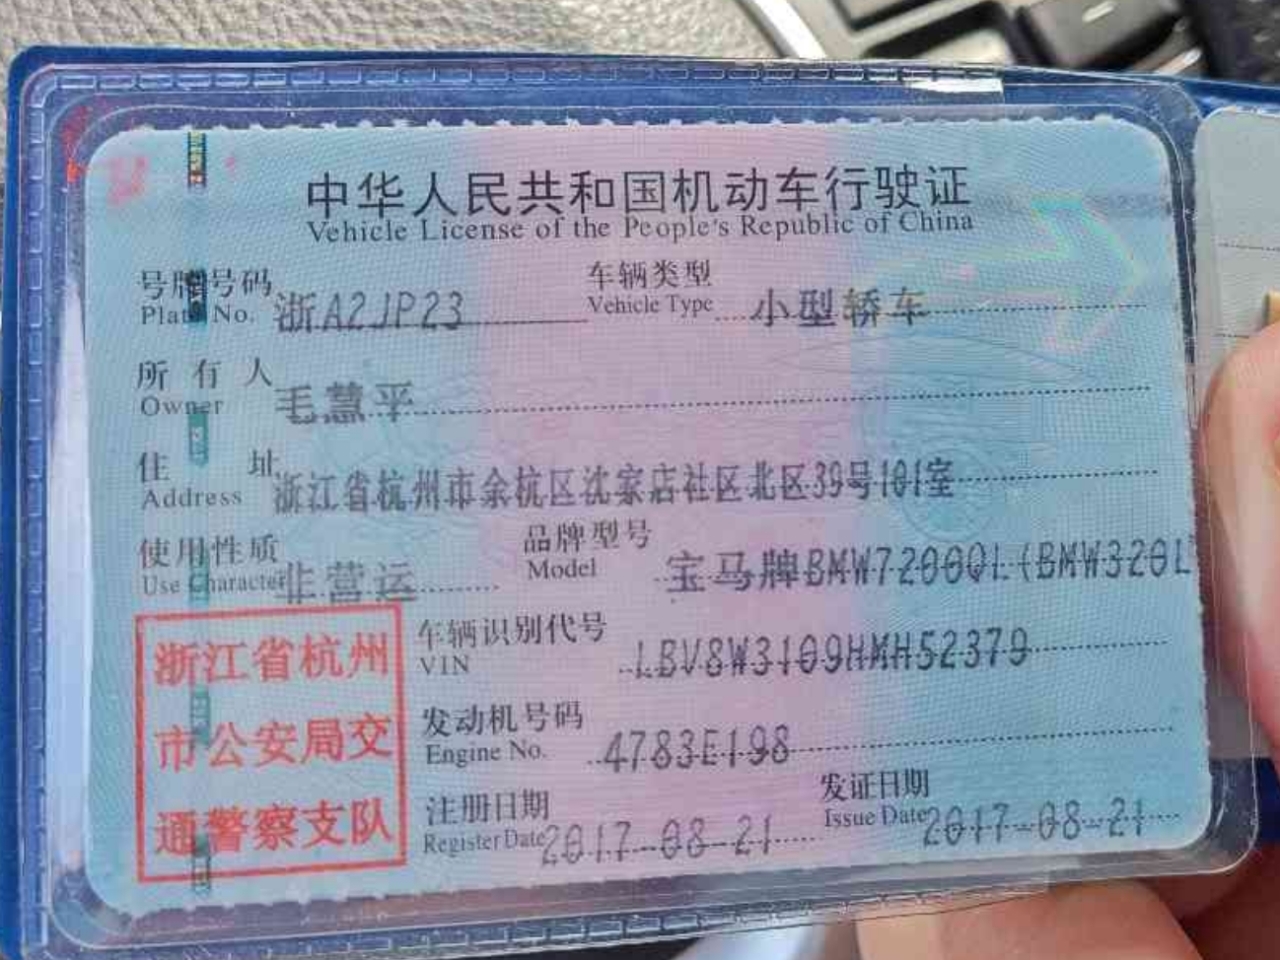 中华人民共和国机动车行驶证
Vehicle License of the People's Republic of China
号牌号码 浙A2JP23 车辆类型 小型轿车
Plate No. Vehicle Type
所有人 毛慧平
Owner
住址 浙江省杭州市余杭区沈家店社区北区39号101室
Address
使用性质 非营运 品牌型号 宝马牌BMW7200QL(BMW320L
Use Character Model
车辆识别代号 LBV8W3109HMH52379
VIN
发动机号码 4783E198
Engine No.
注册日期 2017-08-21 发证日期 2017-08-21
Register Date Issue Date
浙江省杭州
市公安局交
通警察支队